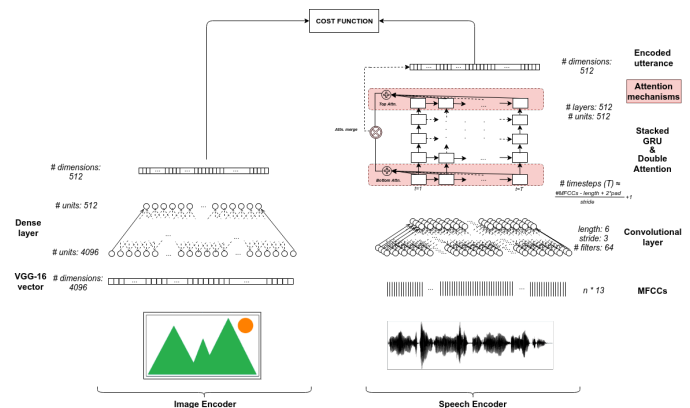 COST FUNCTION
# dimensions:
512
# units: 512
Dense
layer
# units: 4096
VGG-16
vector
# dimensions:
4096
Image Encoder
Encoded
utterance
# dimensions:
512
Attention
mechanisms
Top Attn.
# layers: 512
# units: 512
Attn. merge
Stacked
GRU
&
Double
Attention
Bottom Attn.
t=1
t=T
# timesteps (T) ≈
#MFCCs - length + 2*pad
stride
+1
length: 6
stride: 3
# filters: 64
Convolutional
layer
n * 13
MFCCs
Speech Encoder